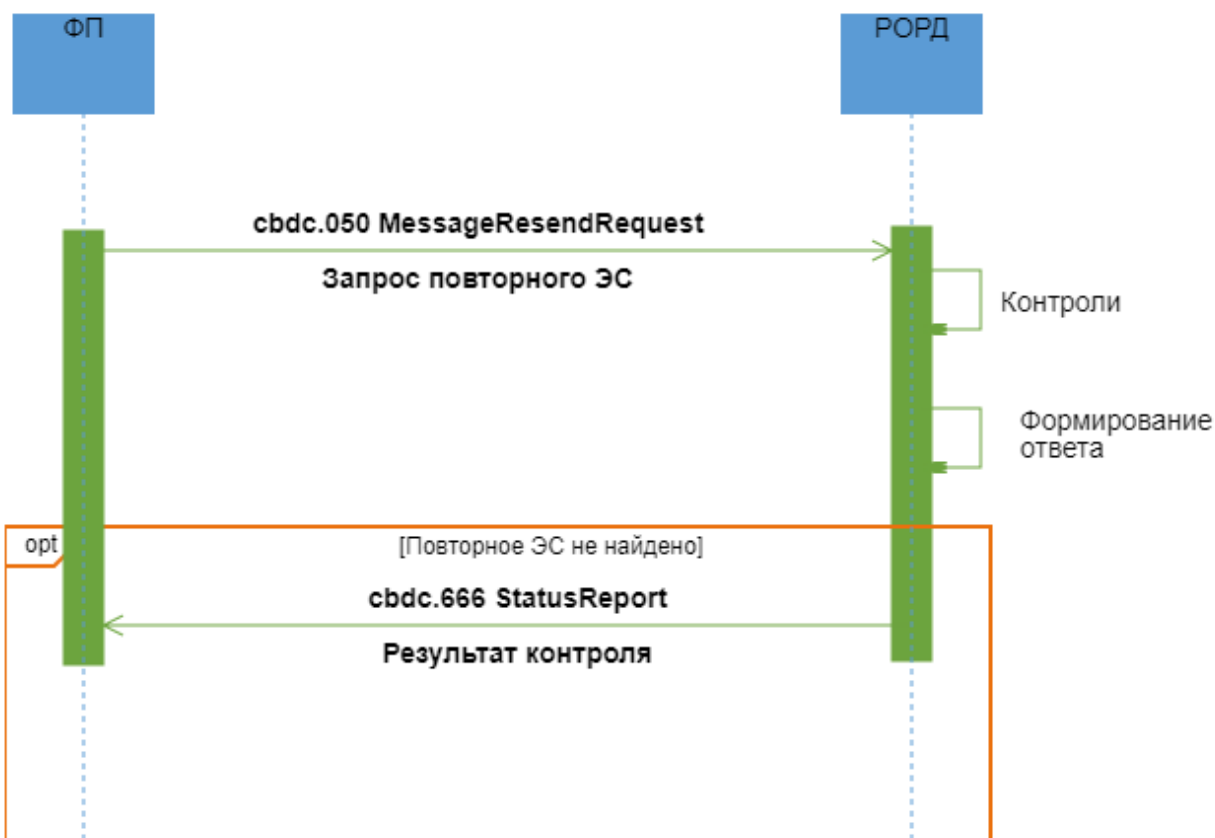 ФП
РОРД
cbdc.050 MessageResendRequest
Запрос повторного ЭС
Контроли
Формирование
ответа
opt
[Повторное ЭС не найдено]
cbdc.666 StatusReport
Результат контроля